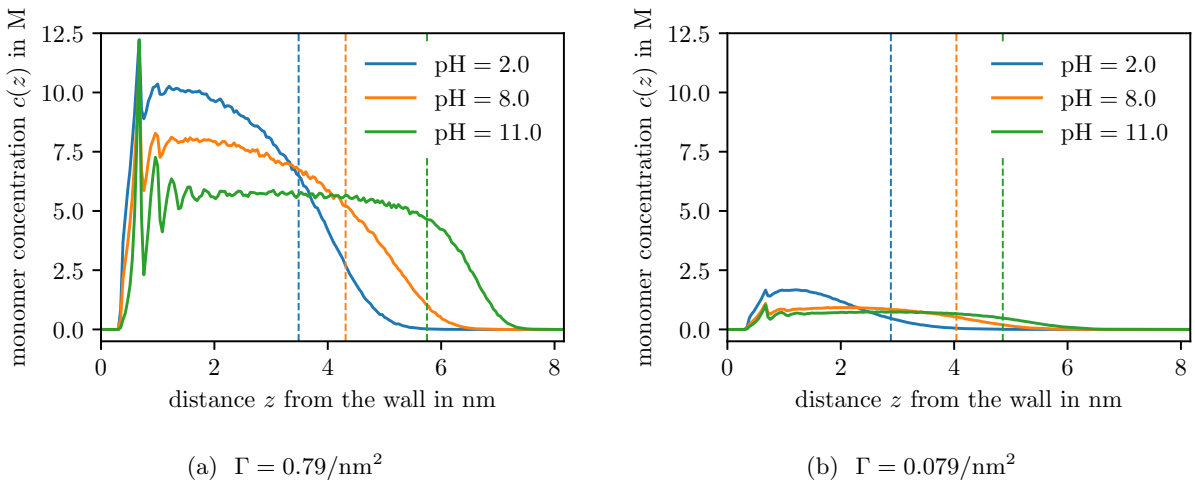 monomer concentration c(z) in M
12.5
10.0
7.5
5.0
2.5
0.0
0
2
4
6
8
distance z from the wall in nm
pH = 2.0
pH = 8.0
pH = 11.0
(a) Γ = 0.79/nm²
monomer concentration c(z) in M
12.5
10.0
7.5
5.0
2.5
0.0
0
2
4
6
8
distance z from the wall in nm
pH = 2.0
pH = 8.0
pH = 11.0
(b) Γ = 0.079/nm²